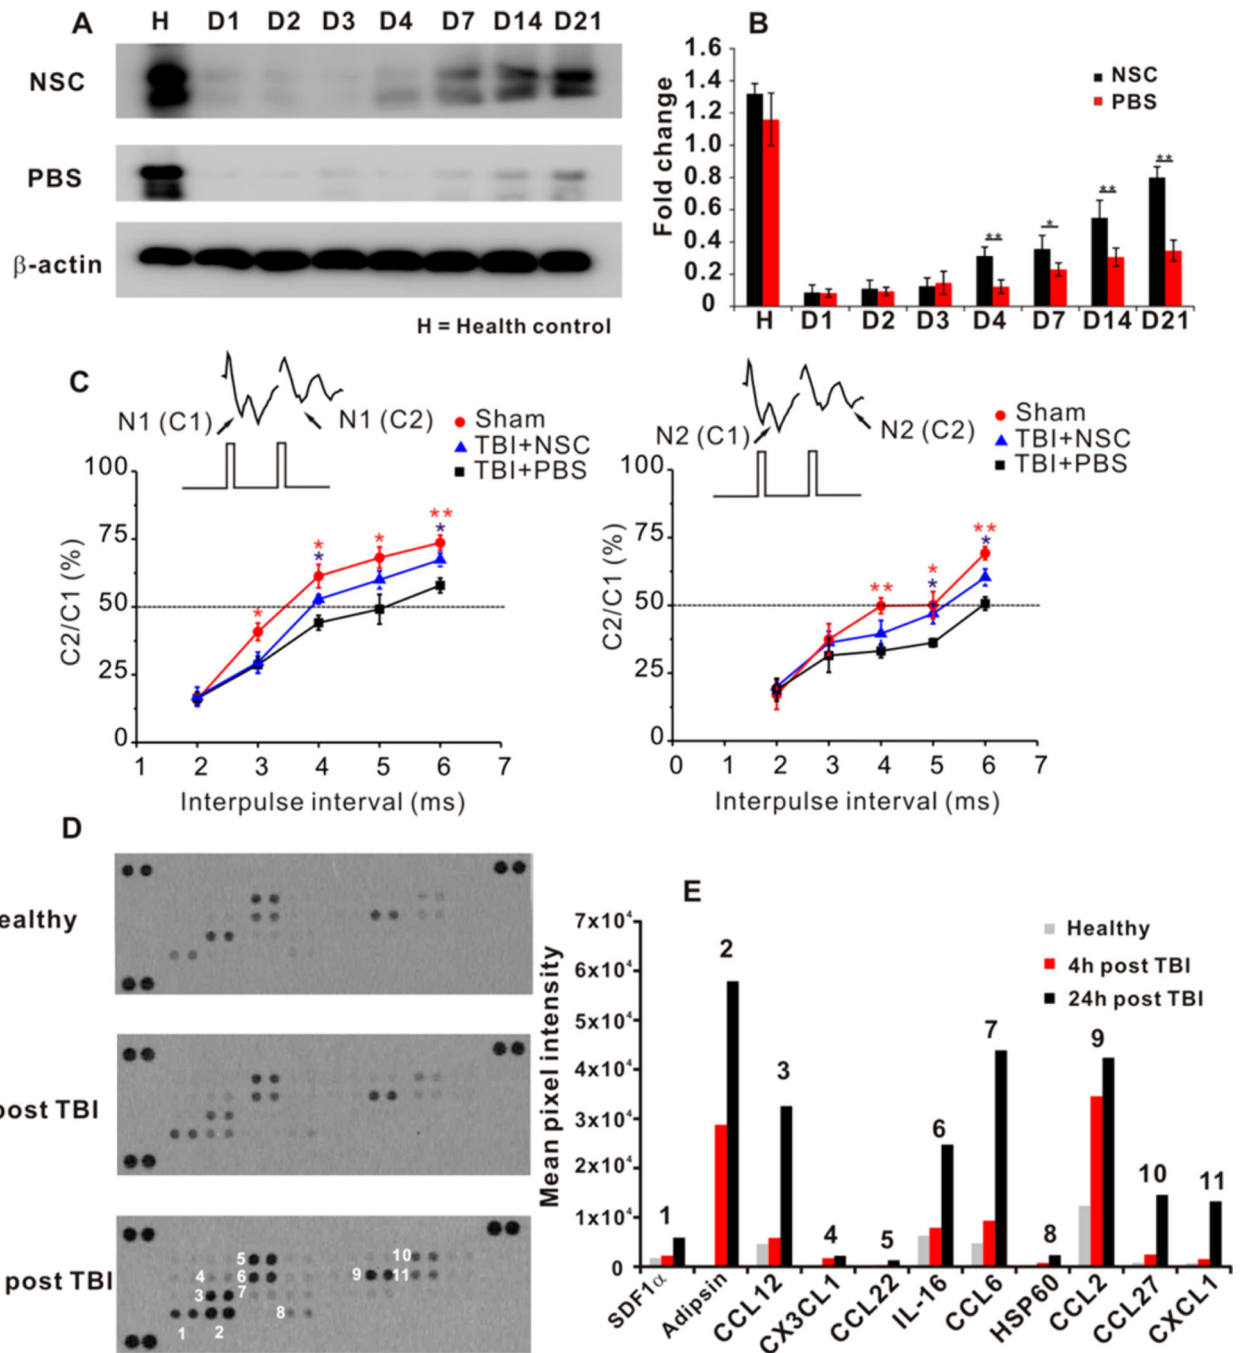 A
H D1 D2 D3 D4 D7 D14 D21
NSC
PBS
β-actin
H = Health control
B
Fold change
1.6
1.4
1.2
1.0
0.8
0.6
0.4
0.2
0
NSC
PBS
**
*
**
**
H D1 D2 D3 D4 D7 D14 D21
C
N1 (C1)
N1 (C2)
Sham
TBI+NSC
TBI+PBS
C2/C1 (%)
100
75
50
25
0
*
*
*
*
**
*
1 2 3 4 5 6 7
Interpulse interval (ms)
N2 (C1)
N2 (C2)
Sham
TBI+NSC
TBI+PBS
C2/C1 (%)
100
75
50
25
0
**
*
*
**
*
0 1 2 3 4 5 6 7
Interpulse interval (ms)
D
ealthy
post TBI
post TBI
1
2
3
4
5
6
7
8
9
10
11
E
Mean pixel intensity
7x10⁴
6x10⁴
5x10⁴
4x10⁴
3x10⁴
2x10⁴
1x10⁴
0
Healthy
4h post TBI
24h post TBI
1 2 3 4 5 6 7 8 9 10 11
SDF1α Adipsin CCL12 CX3CL1 CCL22 IL-16 CCL6 HSP60 CCL2 CCL27 CXCL1